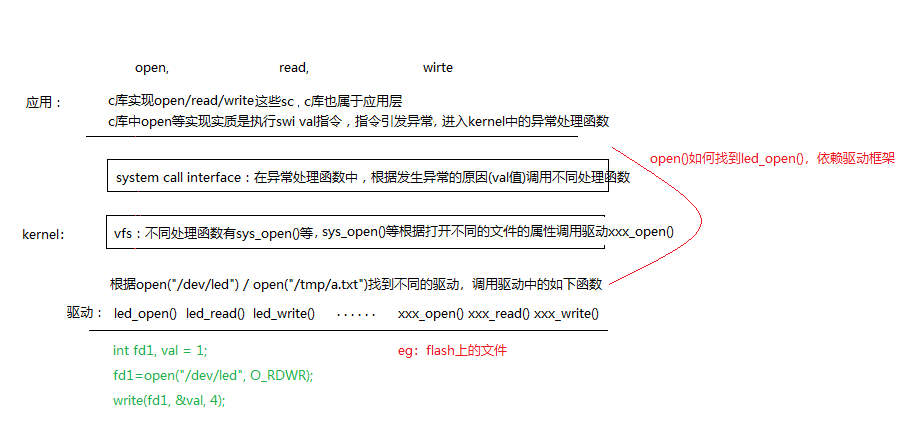 open, read, wirte
应用： c库实现open/read/write这些sc , c库也属于应用层
c库中open等实现实质是执行swi val指令，指令引发异常, 进入kernel中的异常处理函数
open()如何找到led_open()，依赖驱动框架
system call interface：在异常处理函数中，根据发生异常的原因(val值)调用不同处理函数
kernel: vfs：不同处理函数有sys_open()等，sys_open()等根据打开不同的文件的属性调用驱动xxx_open()
根据open("/dev/led") / open("/tmp/a.txt")找到不同的驱动，调用驱动中的如下函数
驱动： led_open() led_read() led_write() ······ xxx_open() xxx_read() xxx_write()
int fd1, val = 1; eg：flash上的文件
fd1=open("/dev/led", O_RDWR);
write(fd1, &val, 4);